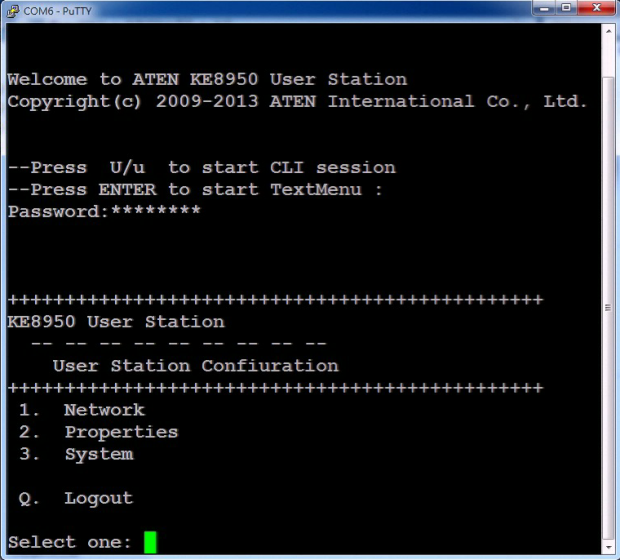 COM6 - PuTTY
Welcome to ATEN KE8950 User Station
Copyright(c) 2009-2013 ATEN International Co., Ltd.
--Press  U/u  to start CLI session
--Press ENTER to start TextMenu :
Password:********
+++++++++++++++++++++++++++++++++++++++++++++++
KE8950 User Station
-- -- -- -- -- -- -- --
User Station Confiuration
+++++++++++++++++++++++++++++++++++++++++++++++
1.  Network
2.  Properties
3.  System
Q.  Logout
Select one: